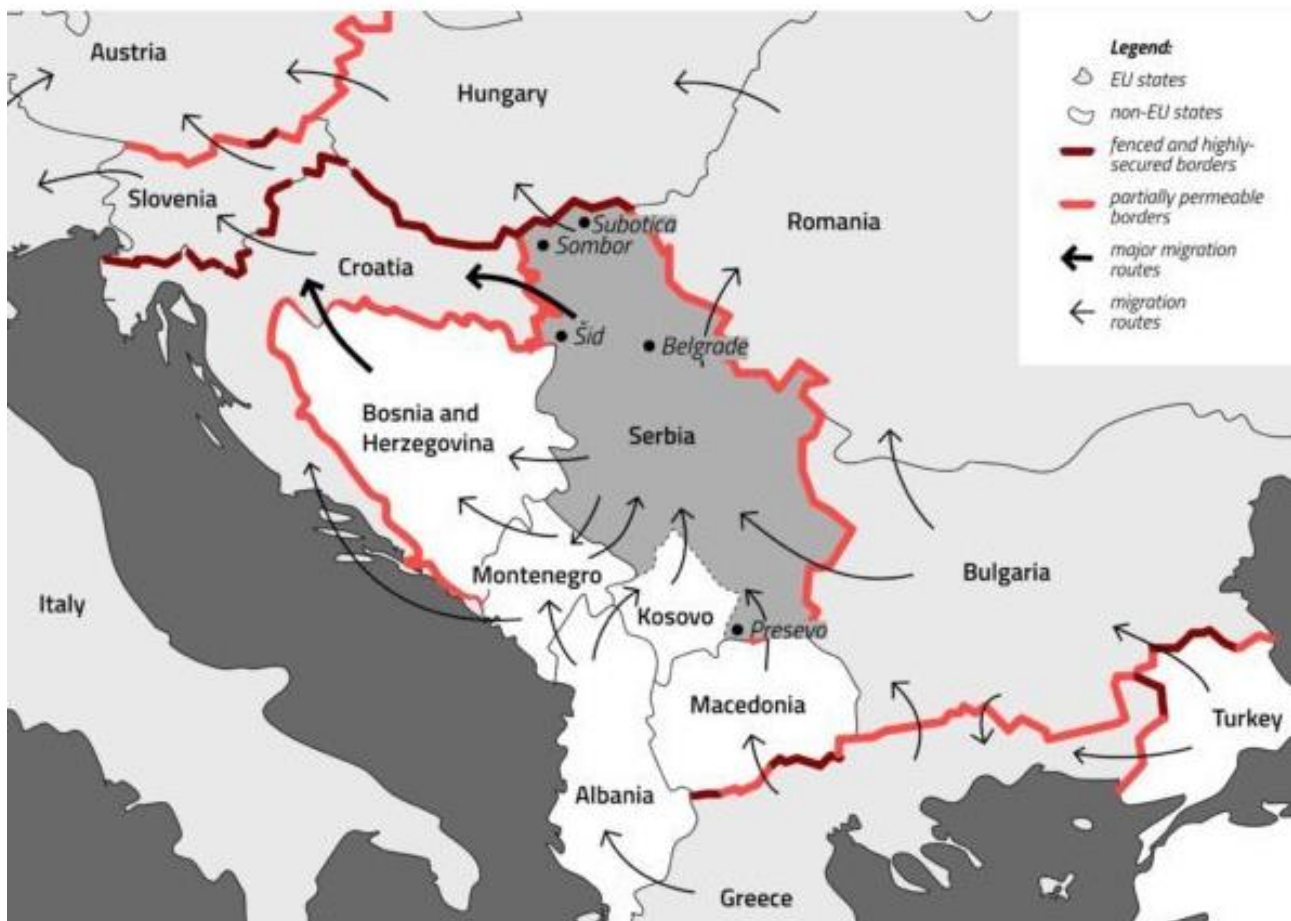 Legend:
EU states
non-EU states
fenced and highly-
secured borders
partially permeable
borders
major migration
routes
migration
routes
Austria
Hungary
Slovenia
Romania
Subotica
Sombor
Croatia
Šid
Belgrade
Bosnia and
Herzegovina
Serbia
Montenegro
Bulgaria
Italy
Kosovo
Presevo
Macedonia
Turkey
Albania
Greece